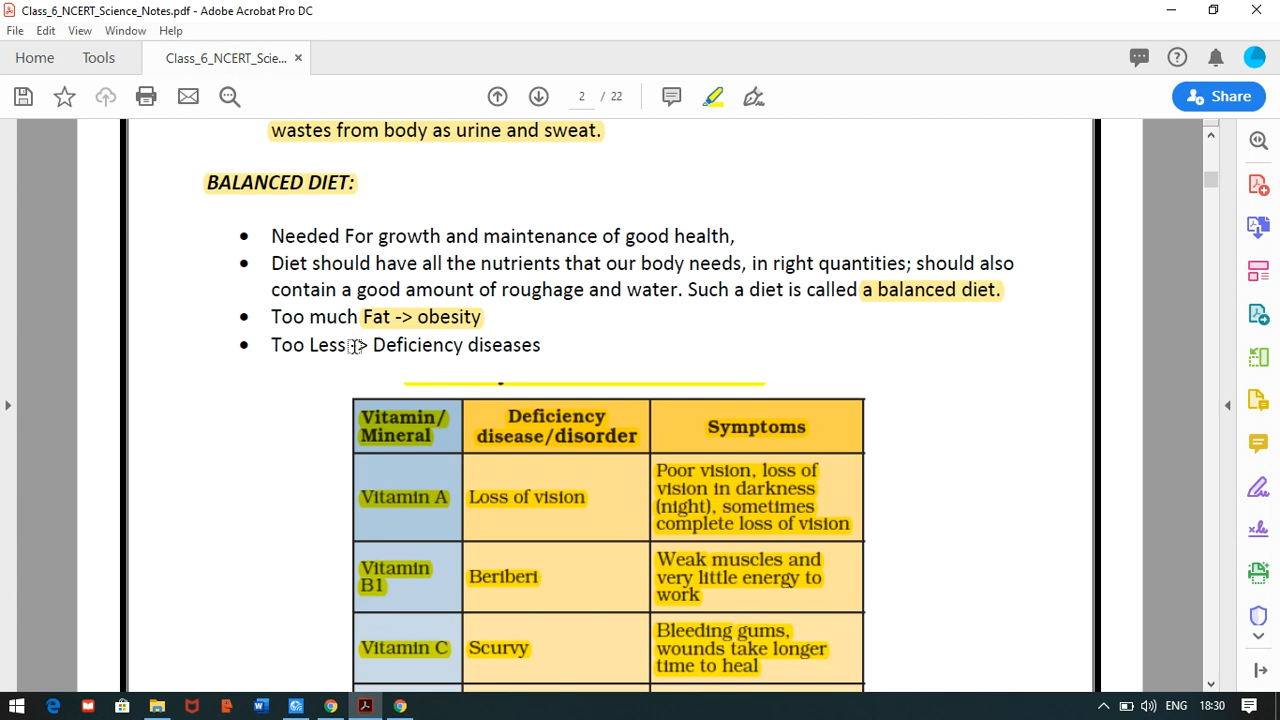 Class_6_NCERT_Science_Notes.pdf - Adobe Acrobat Pro DC
File Edit View Window Help
Home Tools Class_6_NCERT_Scie... ×
2 / 22
Share
wastes from body as urine and sweat.
BALANCED DIET:
• Needed For growth and maintenance of good health,
• Diet should have all the nutrients that our body needs, in right quantities; should also
contain a good amount of roughage and water. Such a diet is called a balanced diet.
• Too much Fat -> obesity
• Too Less -> Deficiency diseases
Vitamin/
Mineral
Deficiency
disease/disorder
Symptoms
Vitamin A
Loss of vision
Poor vision, loss of
vision in darkness
(night), sometimes
complete loss of vision
Vitamin
B1
Beriberi
Weak muscles and
very little energy to
work
Vitamin C
Scurvy
Bleeding gums,
wounds take longer
time to heal
ENG 18:30